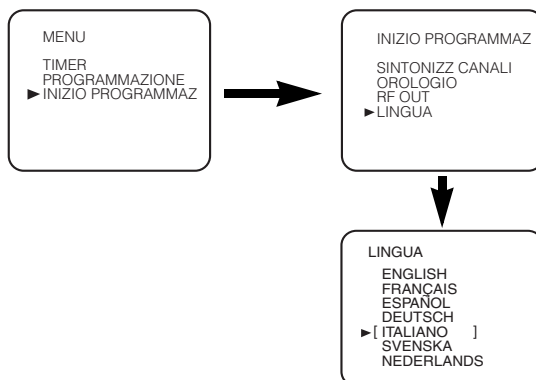 MENU
TIMER
PROGRAMMAZIONE
►INIZIO PROGRAMMAZ
INIZIO PROGRAMMAZ
SINTONIZZ CANALI
OROLOGIO
RF OUT
►LINGUA
LINGUA
ENGLISH
FRANÇAIS
ESPAÑOL
DEUTSCH
►[ ITALIANO ]
SVENSKA
NEDERLANDS